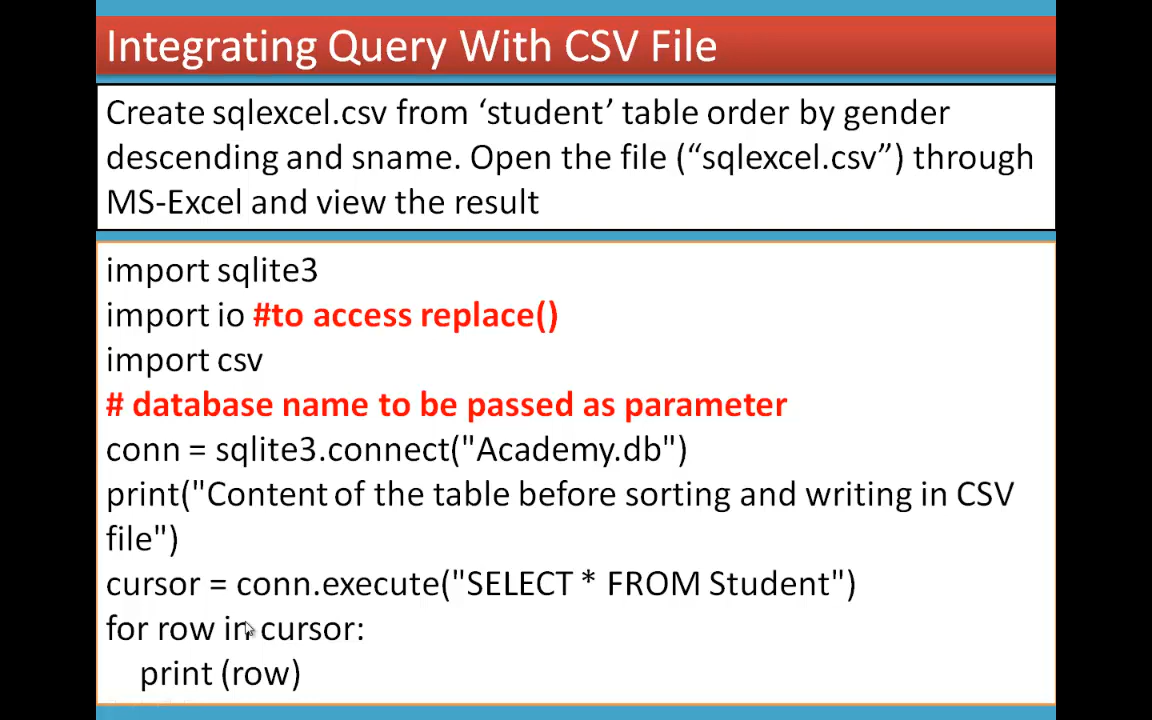 Integrating Query With CSV File
Create sqlexcel.csv from ‘student’ table order by gender
descending and sname. Open the file (“sqlexcel.csv”) through
MS-Excel and view the result
import sqlite3
import io #to access replace()
import csv
# database name to be passed as parameter
conn = sqlite3.connect("Academy.db")
print("Content of the table before sorting and writing in CSV
file")
cursor = conn.execute("SELECT * FROM Student")
for row in cursor:
    print (row)